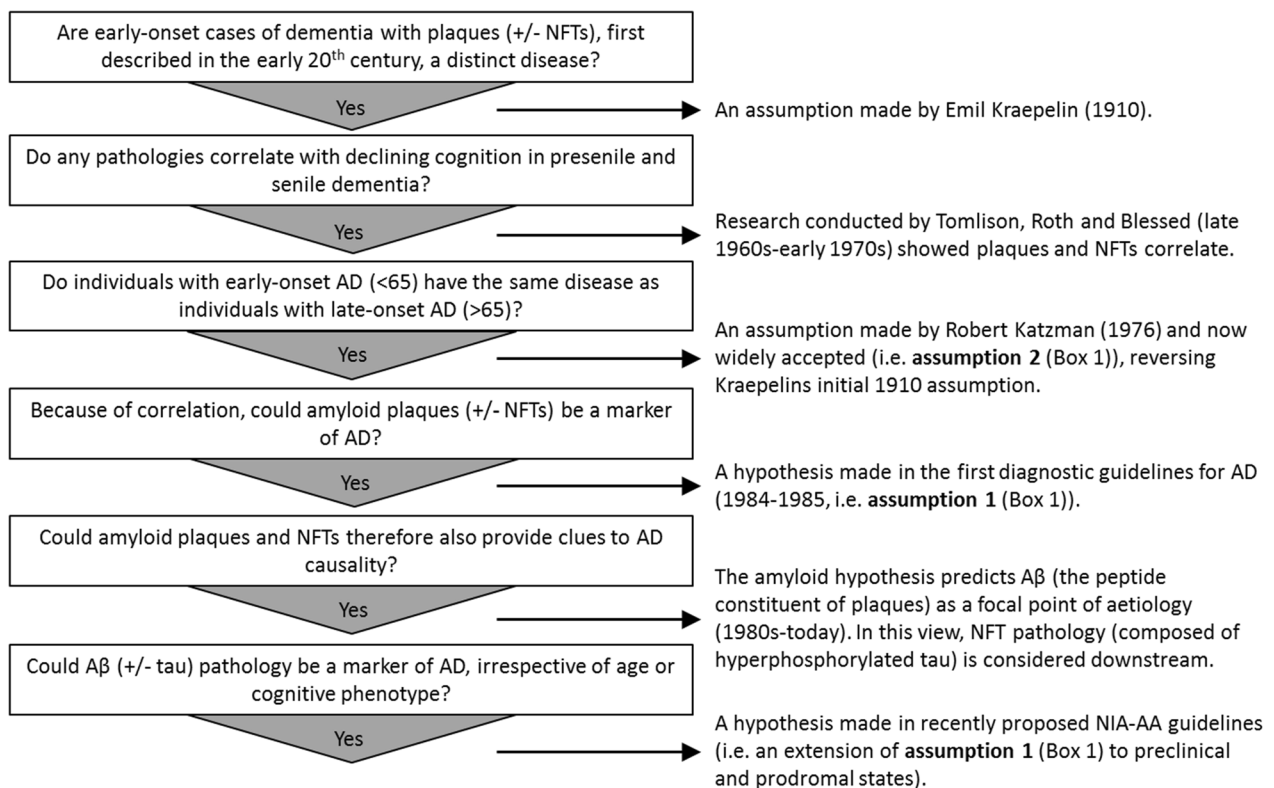 Are early-onset cases of dementia with plaques (+/- NFTs), first
described in the early 20th century, a distinct disease?
Yes
An assumption made by Emil Kraepelin (1910).
Do any pathologies correlate with declining cognition in presenile and
senile dementia?
Yes
Research conducted by Tomlison, Roth and Blessed (late
1960s-early 1970s) showed plaques and NFTs correlate.
Do individuals with early-onset AD (<65) have the same disease as
individuals with late-onset AD (>65)?
Yes
An assumption made by Robert Katzman (1976) and now
widely accepted (i.e. assumption 2 (Box 1)), reversing
Kraepelins initial 1910 assumption.
Because of correlation, could amyloid plaques (+/- NFTs) be a marker
of AD?
Yes
A hypothesis made in the first diagnostic guidelines for AD
(1984-1985, i.e. assumption 1 (Box 1)).
Could amyloid plaques and NFTs therefore also provide clues to AD
causality?
Yes
The amyloid hypothesis predicts Aβ (the peptide
constituent of plaques) as a focal point of aetiology
(1980s-today). In this view, NFT pathology (composed of
hyperphosphorylated tau) is considered downstream.
Could Aβ (+/- tau) pathology be a marker of AD, irrespective of age or
cognitive phenotype?
Yes
A hypothesis made in recently proposed NIA-AA guidelines
(i.e. an extension of assumption 1 (Box 1) to preclinical
and prodromal states).